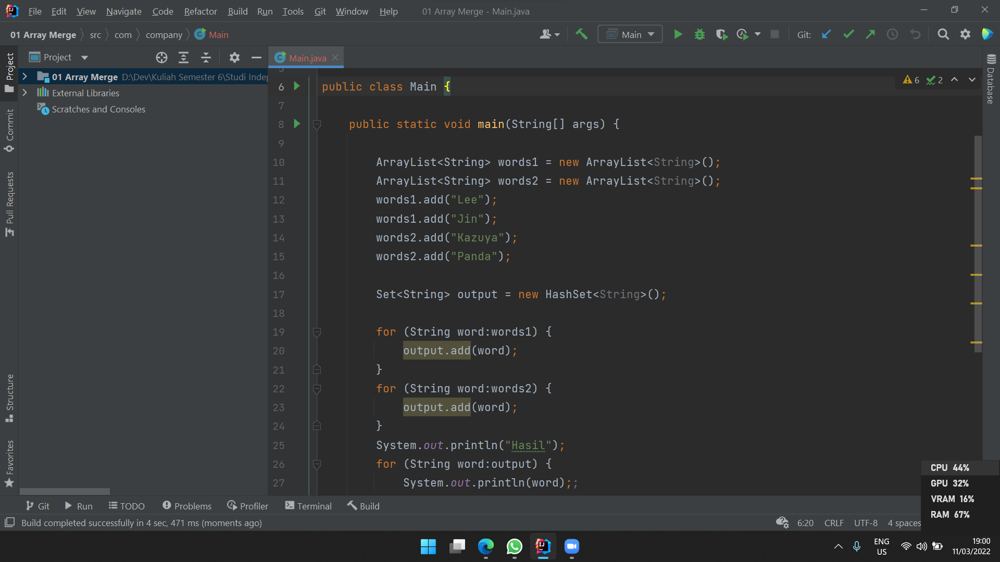 File Edit View Navigate Code Refactor Build Run Tools Git Window Help 01 Array Merge - Main.java
01 Array Merge src com company Main Main Git:
Project Main.java
Project
Commit
Pull Requests
Structure
Favorites
01 Array Merge D:\Dev\Kuliah Semester 6\Studi Inde
External Libraries
Scratches and Consoles
6 2
Database
6 public class Main {
7
8 public static void main(String[] args) {
9
10 ArrayList<String> words1 = new ArrayList<String>();
11 ArrayList<String> words2 = new ArrayList<String>();
12 words1.add("Lee");
13 words1.add("Jin");
14 words2.add("Kazuya");
15 words2.add("Panda");
16
17 Set<String> output = new HashSet<String>();
18
19 for (String word:words1) {
20 output.add(word);
21 }
22 for (String word:words2) {
23 output.add(word);
24 }
25 System.out.println("Hasil");
26 for (String word:output) {
27 System.out.println(word);;
CPU 44%
GPU 32%
VRAM 16%
RAM 67%
Git Run TODO Problems Profiler Terminal Build
Build completed successfully in 4 sec, 471 ms (moments ago) 6:20 CRLF UTF-8 4 spaces
ENG
US
19:00
11/03/2022